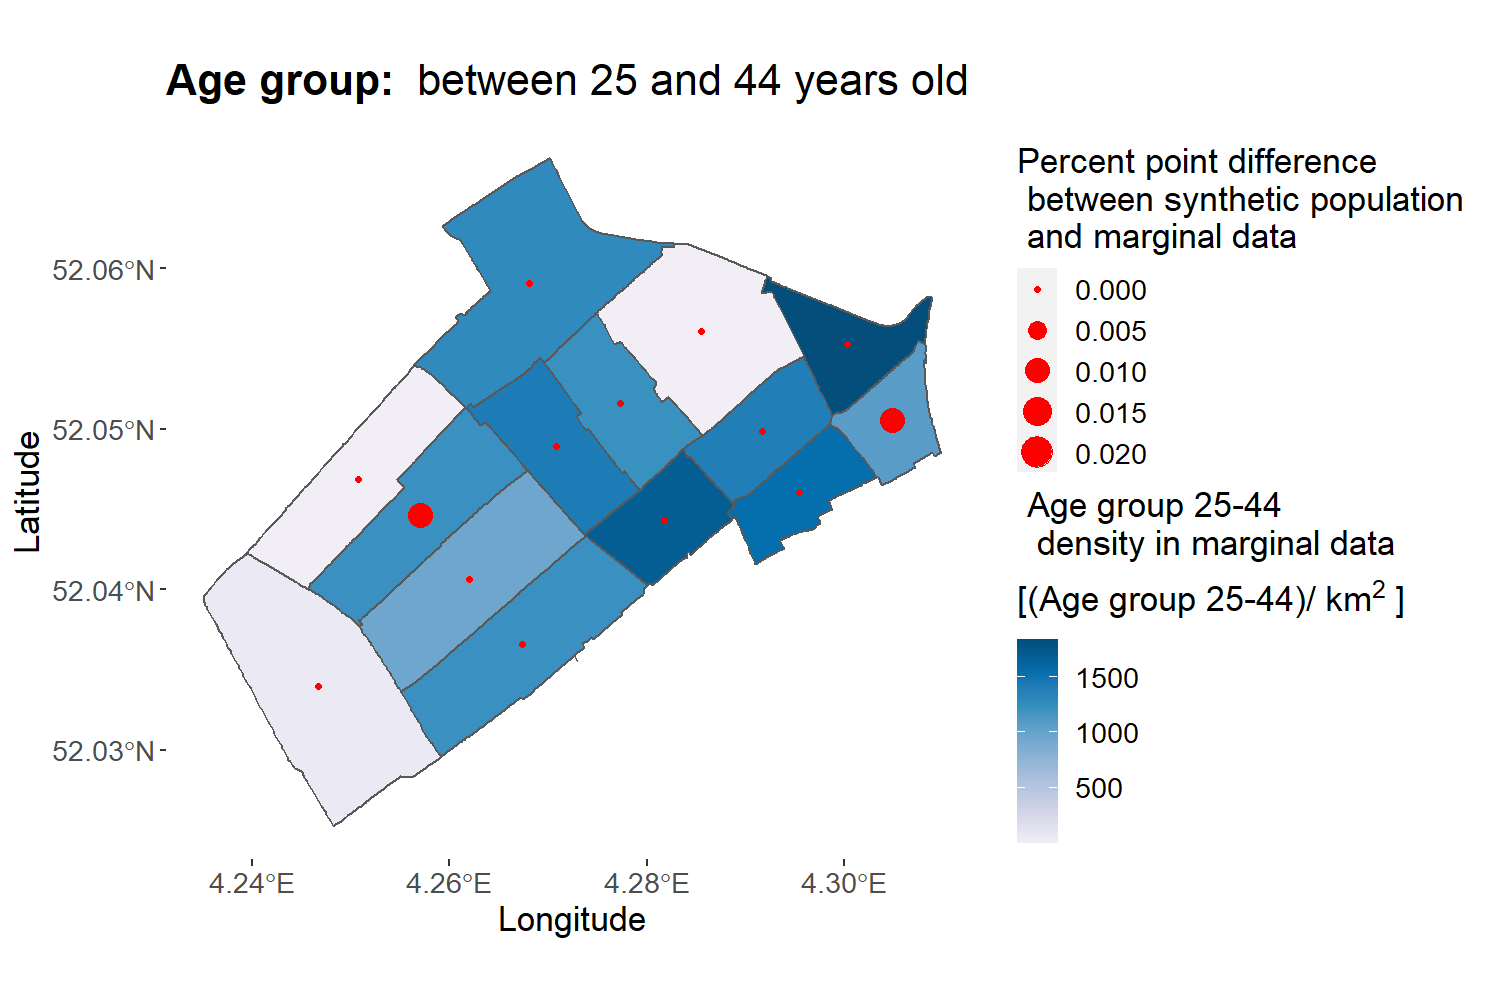 Age group:  between 25 and 44 years old
Percent point difference
between synthetic population
and marginal data
0.000
0.005
0.010
0.015
0.020
Age group 25-44
density in marginal data
[(Age group 25-44)/ km² ]
1500
1000
500
52.06°N
52.05°N
52.04°N
52.03°N
Latitude
4.24°E
4.26°E
4.28°E
4.30°E
Longitude